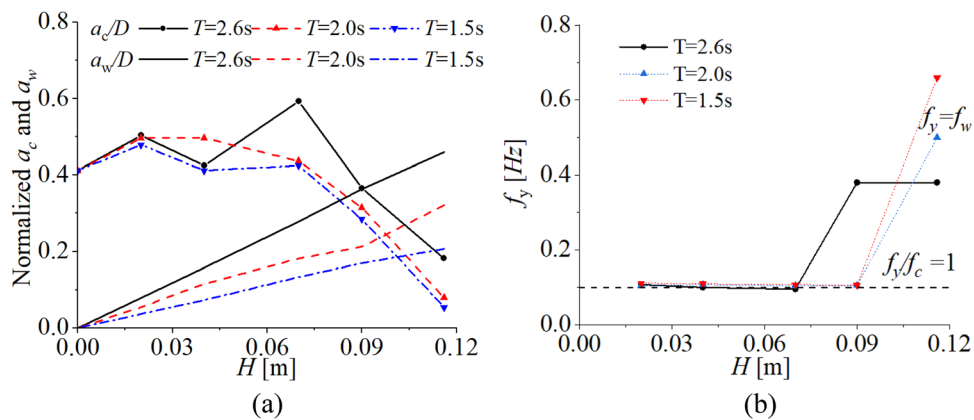 a_c/D T=2.6s T=2.0s T=1.5s
a_w/D T=2.6s T=2.0s T=1.5s
Normalized a_c and a_w
0.8
0.6
0.4
0.2
0.0
0.00 0.03 0.06 0.09 0.12
H [m]
(a)
T=2.6s
T=2.0s
T=1.5s
f_y=f_w
f_y/f_c =1
f_y [Hz]
0.8
0.6
0.4
0.2
0.0
0.00 0.03 0.06 0.09 0.12
H [m]
(b)